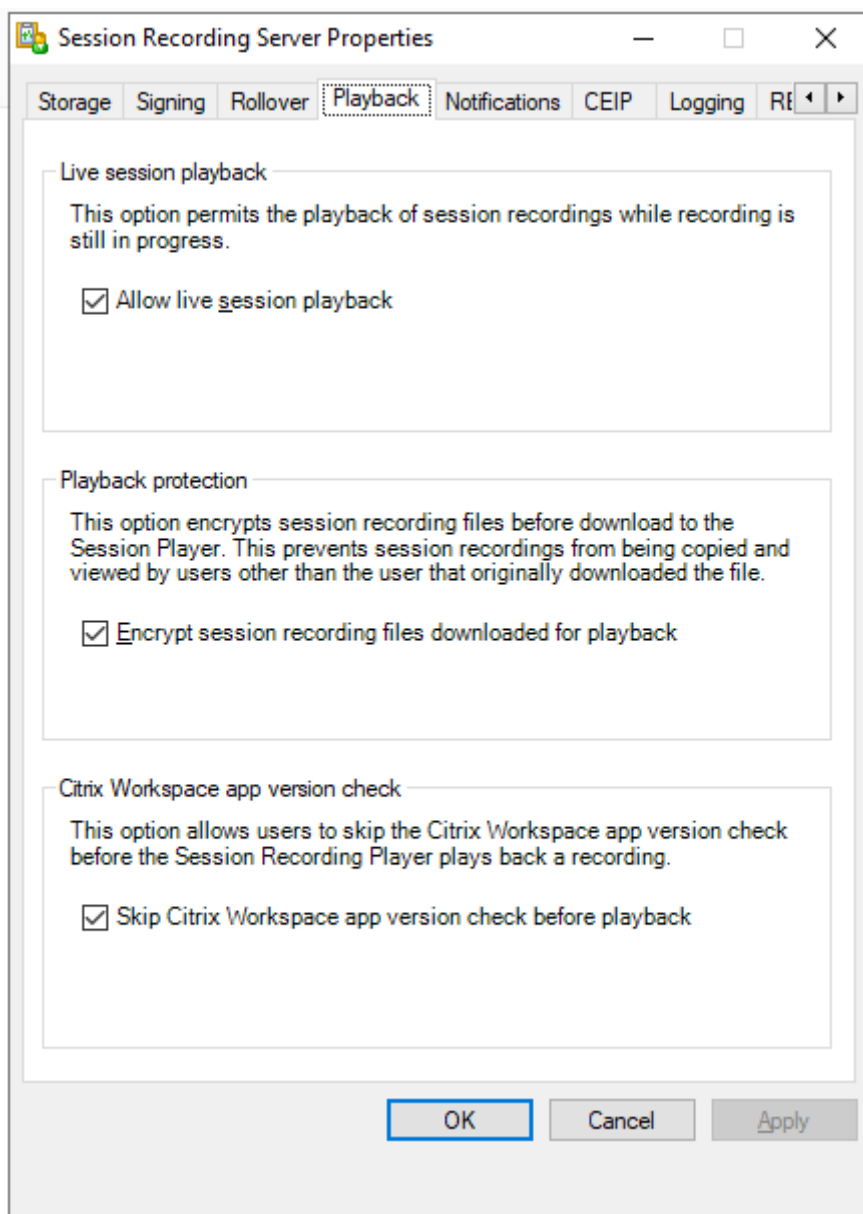 Session Recording Server Properties
Storage Signing Rollover Playback Notifications CEIP Logging
Live session playback
This option permits the playback of session recordings while recording is
still in progress.
Allow live session playback
Playback protection
This option encrypts session recording files before download to the
Session Player. This prevents session recordings from being copied and
viewed by users other than the user that originally downloaded the file.
Encrypt session recording files downloaded for playback
Citrix Workspace app version check
This option allows users to skip the Citrix Workspace app version check
before the Session Recording Player plays back a recording.
Skip Citrix Workspace app version check before playback
OK Cancel Apply